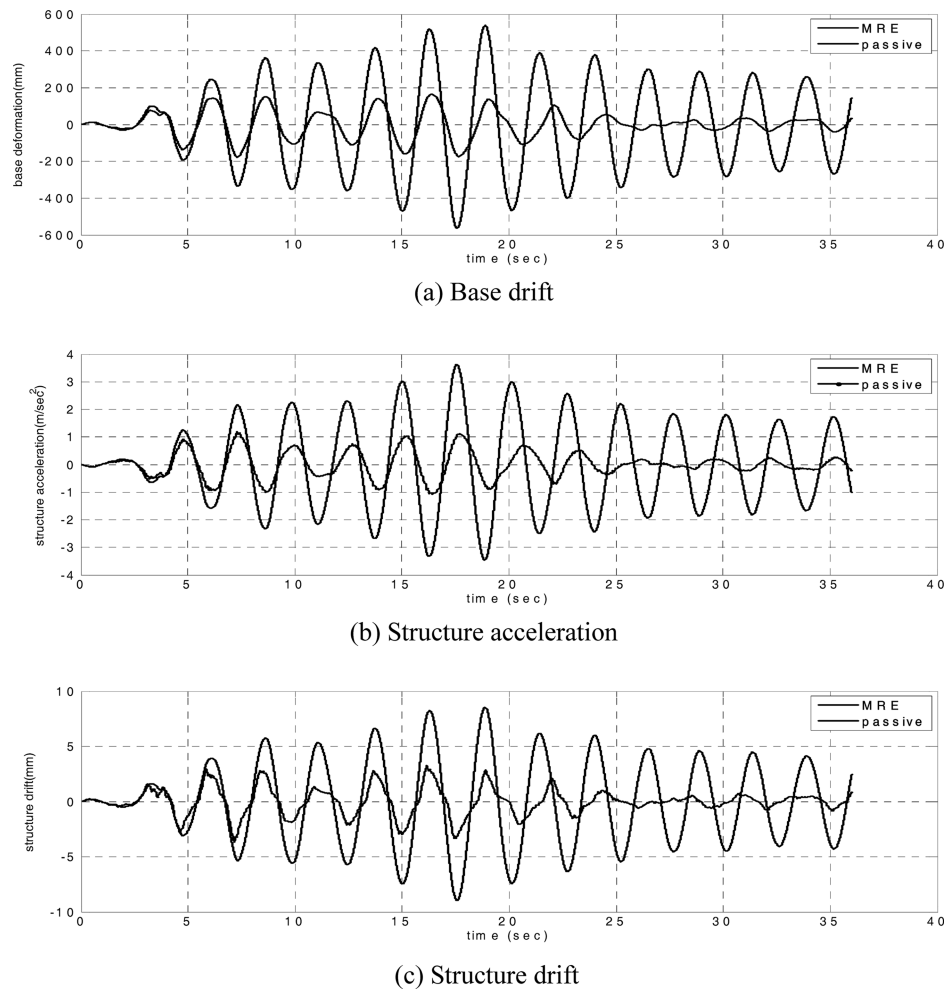 600
400
200
0
-200
-400
-600
base deformation(mm)
MRE
passive
0 5 10 15 20 25 30 35 40
time (sec)
(a) Base drift
4
3
2
1
0
-1
-2
-3
-4
structure acceleration(m/sec²)
MRE
passive
0 5 10 15 20 25 30 35 40
time (sec)
(b) Structure acceleration
10
5
0
-5
-10
structure drift(mm)
MRE
passive
0 5 10 15 20 25 30 35 40
time (sec)
(c) Structure drift